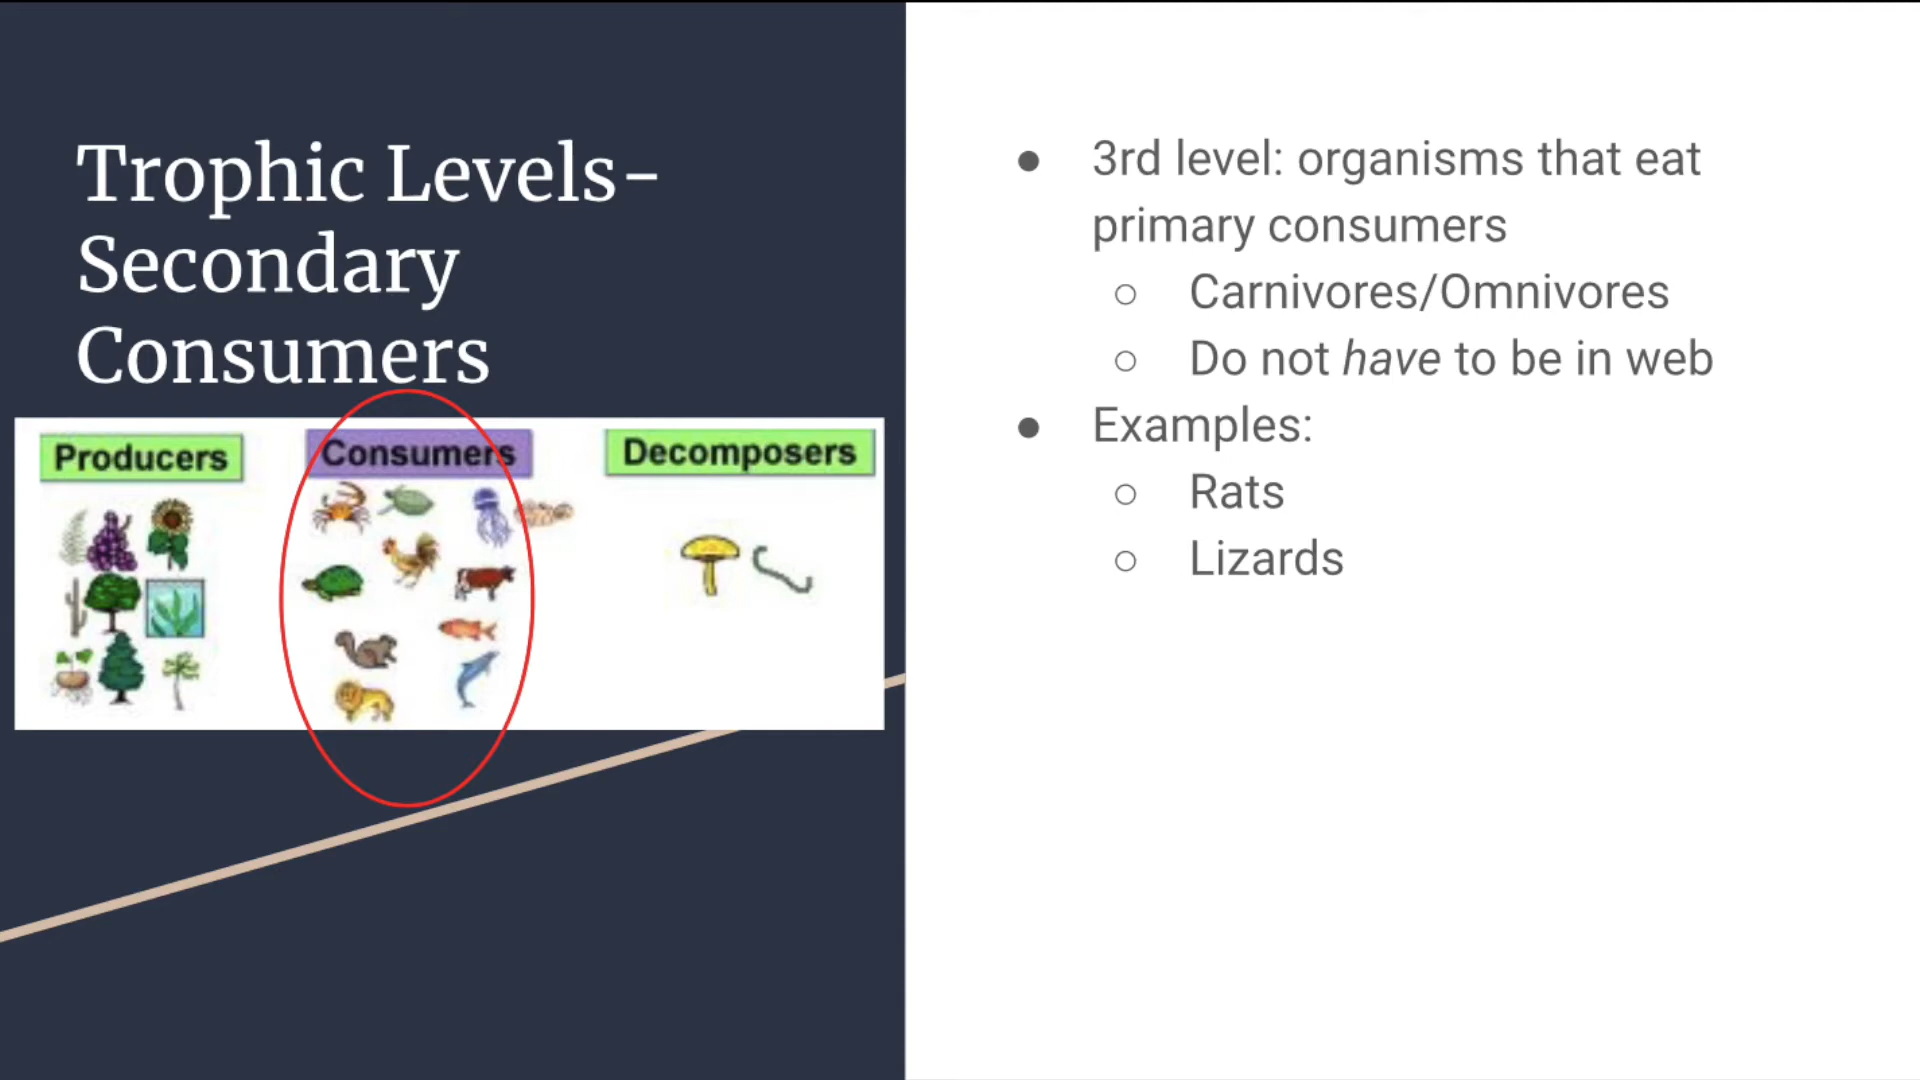 Trophic Levels-
Secondary
Consumers
Producers
Consumers
Decomposers
● 3rd level: organisms that eat
primary consumers
○ Carnivores/Omnivores
○ Do not have to be in web
● Examples:
○ Rats
○ Lizards